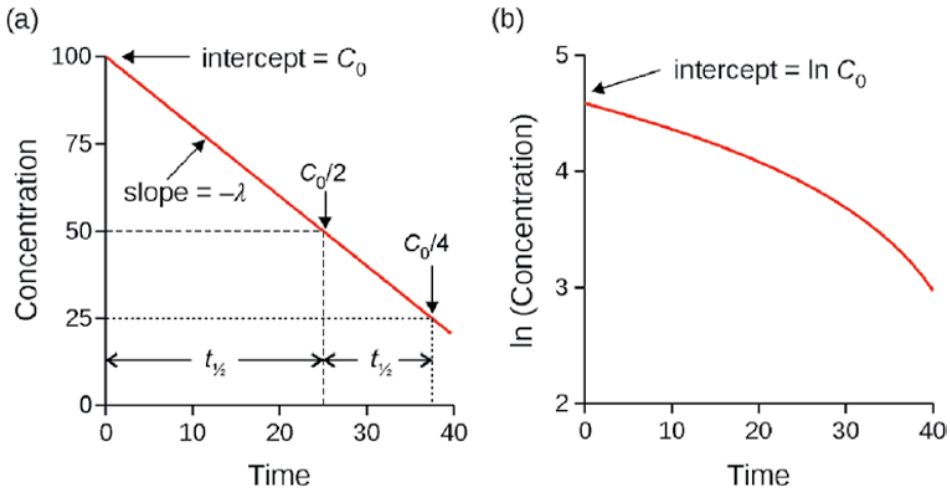 (a)
intercept = C₀
100
75
slope = –λ
C₀/2
50
C₀/4
25
t½
t½
0
0
10
20
30
40
Concentration
Time
(b)
5
intercept = ln C₀
4
3
2
0
10
20
30
40
ln (Concentration)
Time